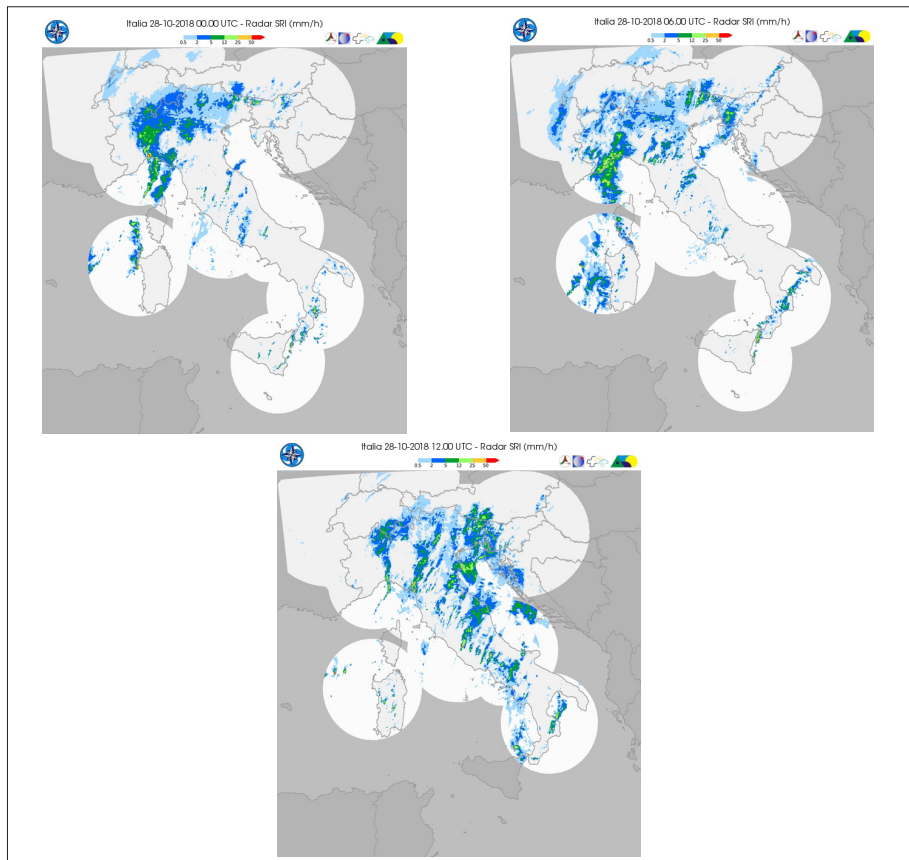 Italia 28-10-2018 00.00 UTC - Radar SRI (mm/h)
0.5 2 5 12 25 50
Italia 28-10-2018 06.00 UTC - Radar SRI (mm/h)
0.5 2 5 12 25 50
Italia 28-10-2018 12.00 UTC - Radar SRI (mm/h)
0.5 2 5 12 25 50